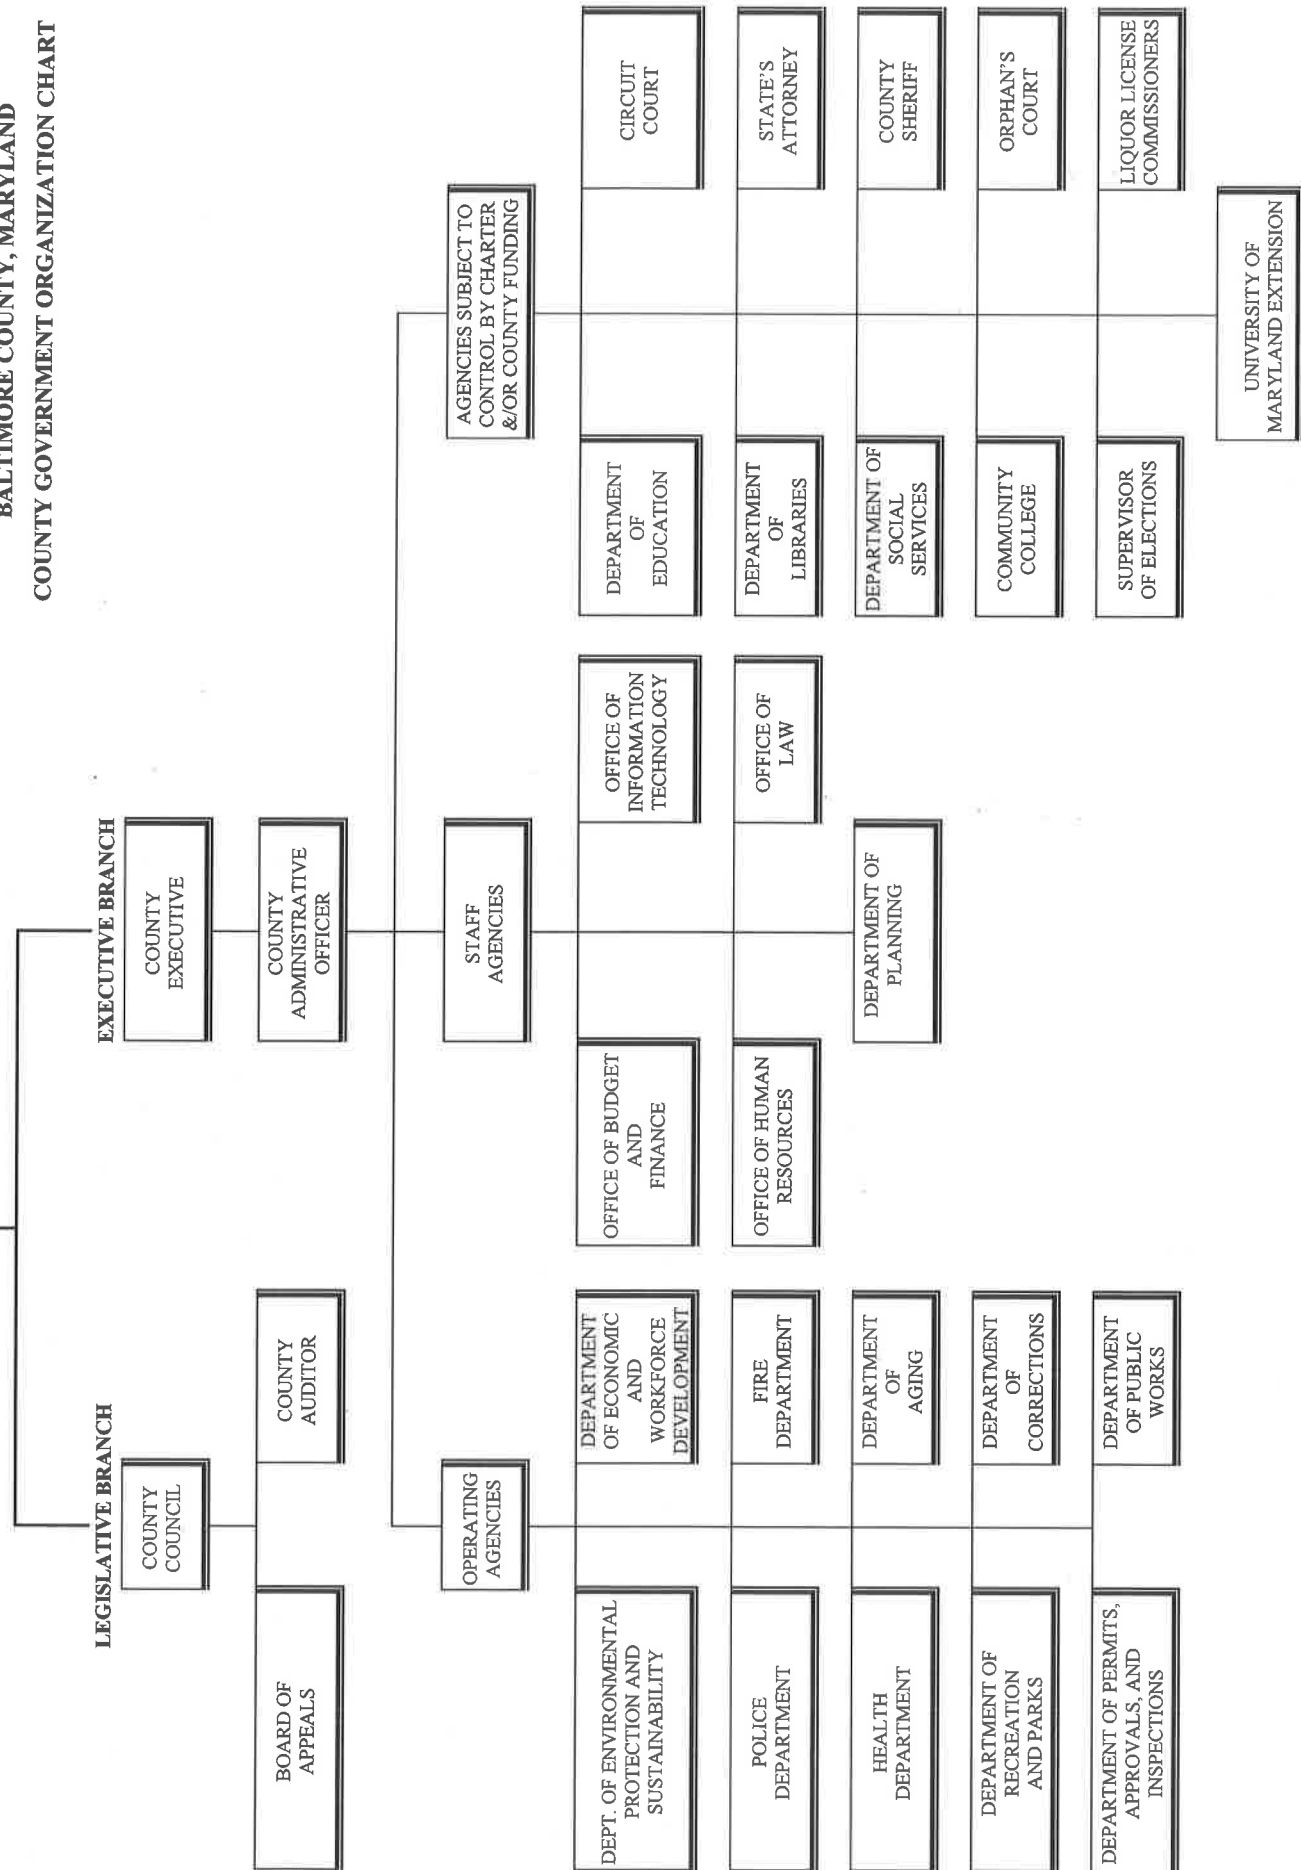 BALTIMORE COUNTY, MARYLAND
COUNTY GOVERNMENT ORGANIZATION CHART
LEGISLATIVE BRANCH
EXECUTIVE BRANCH
COUNTY
COUNCIL
COUNTY
EXECUTIVE
BOARD OF
APPEALS
COUNTY
AUDITOR
COUNTY
ADMINISTRATIVE
OFFICER
OPERATING
AGENCIES
STAFF
AGENCIES
AGENCIES SUBJECT TO
CONTROL BY CHARTER
&/OR COUNTY FUNDING
DEPT. OF ENVIRONMENTAL
PROTECTION AND
SUSTAINABILITY
DEPARTMENT
OF ECONOMIC
AND
WORKFORCE
DEVELOPMENT
OFFICE OF BUDGET
AND
FINANCE
OFFICE OF
INFORMATION
TECHNOLOGY
DEPARTMENT
OF
EDUCATION
CIRCUIT
COURT
POLICE
DEPARTMENT
FIRE
DEPARTMENT
OFFICE OF HUMAN
RESOURCES
OFFICE OF
LAW
DEPARTMENT
OF
LIBRARIES
STATE'S
ATTORNEY
HEALTH
DEPARTMENT
DEPARTMENT
OF
AGING
DEPARTMENT OF
PLANNING
DEPARTMENT OF
SOCIAL
SERVICES
COUNTY
SHERIFF
DEPARTMENT OF
RECREATION
AND PARKS
DEPARTMENT
OF
CORRECTIONS
COMMUNITY
COLLEGE
ORPHAN'S
COURT
DEPARTMENT OF PERMITS,
APPROVALS, AND
INSPECTIONS
DEPARTMENT
OF PUBLIC
WORKS
SUPERVISOR
OF ELECTIONS
LIQUOR LICENSE
COMMISSIONERS
UNIVERSITY OF
MARYLAND EXTENSION